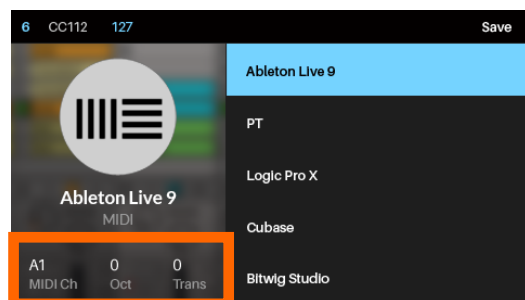 6 CC112 127 Save
Ableton Live 9
PT
Logic Pro X
Cubase
Bitwig Studio
Ableton Live 9
MIDI
A1 0 0
MIDI Ch Oct Trans